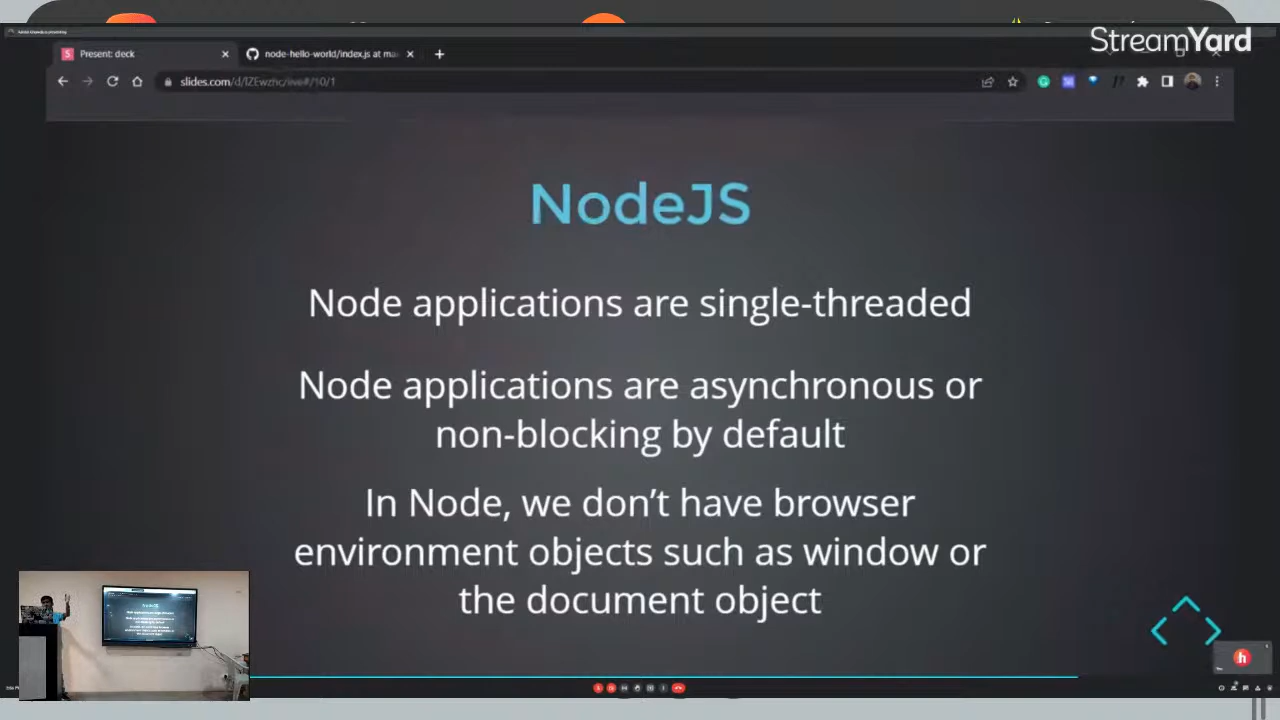 StreamYard
Present: deck
node-hello-world/index.js at ma
slides.com/d/lZEwzhc/live#/10/1
NodeJS
Node applications are single-threaded
Node applications are asynchronous or
non-blocking by default
In Node, we don’t have browser
environment objects such as window or
the document object
h